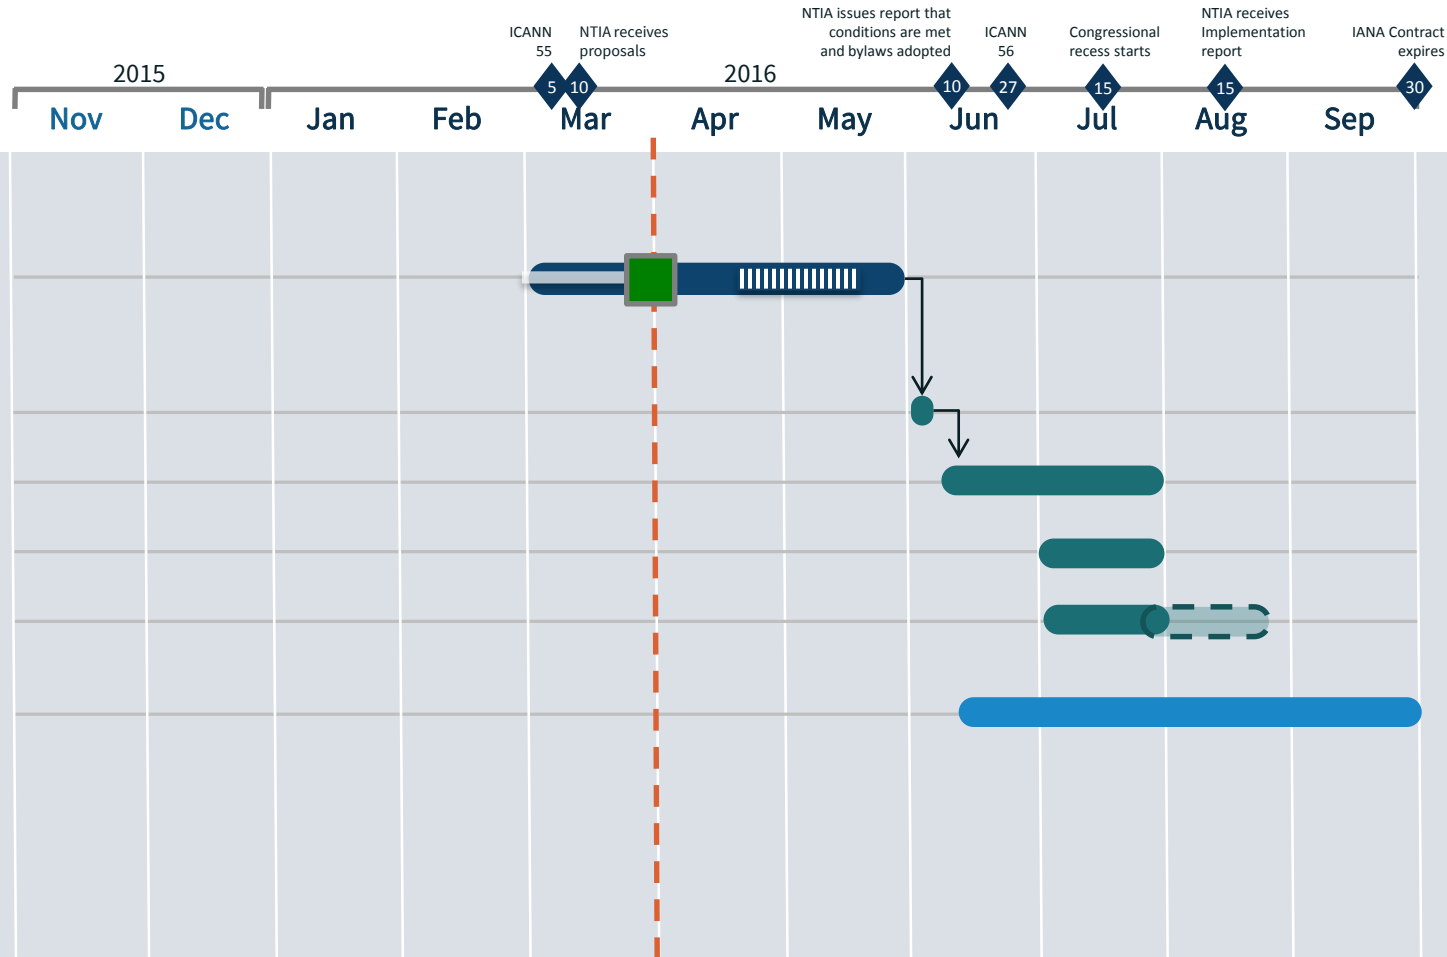 NTIA issues report that
conditions are met
and bylaws adopted
ICANN
55
NTIA receives
proposals
ICANN
56
Congressional
recess starts
NTIA receives
Implementation
report
IANA Contract
expires
2015
2016
5
10
10
27
15
15
30
Nov
Dec
Jan
Feb
Mar
Apr
May
Jun
Jul
Aug
Sep